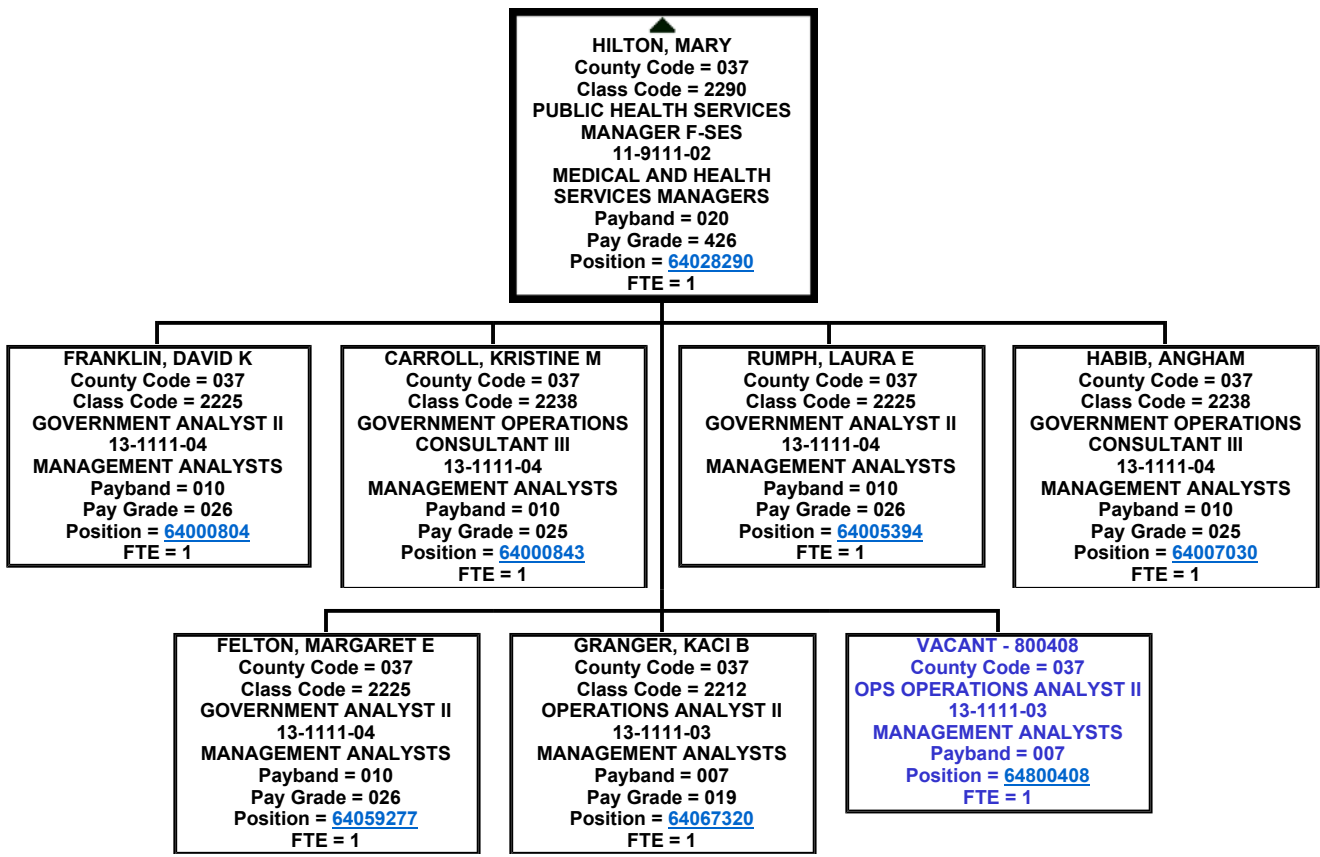 HILTON, MARY
County Code = 037
Class Code = 2290
PUBLIC HEALTH SERVICES
MANAGER F-SES
11-9111-02
MEDICAL AND HEALTH
SERVICES MANAGERS
Payband = 020
Pay Grade = 426
Position = 64028290
FTE = 1
FRANKLIN, DAVID K
County Code = 037
Class Code = 2225
GOVERNMENT ANALYST II
13-1111-04
MANAGEMENT ANALYSTS
Payband = 010
Pay Grade = 026
Position = 64000804
FTE = 1
CARROLL, KRISTINE M
County Code = 037
Class Code = 2238
GOVERNMENT OPERATIONS
CONSULTANT III
13-1111-04
MANAGEMENT ANALYSTS
Payband = 010
Pay Grade = 025
Position = 64000843
FTE = 1
RUMPH, LAURA E
County Code = 037
Class Code = 2225
GOVERNMENT ANALYST II
13-1111-04
MANAGEMENT ANALYSTS
Payband = 010
Pay Grade = 026
Position = 64005394
FTE = 1
HABIB, ANGHAM
County Code = 037
Class Code = 2238
GOVERNMENT OPERATIONS
CONSULTANT III
13-1111-04
MANAGEMENT ANALYSTS
Payband = 010
Pay Grade = 025
Position = 64007030
FTE = 1
FELTON, MARGARET E
County Code = 037
Class Code = 2225
GOVERNMENT ANALYST II
13-1111-04
MANAGEMENT ANALYSTS
Payband = 010
Pay Grade = 026
Position = 64059277
FTE = 1
GRANGER, KACI B
County Code = 037
Class Code = 2212
OPERATIONS ANALYST II
13-1111-03
MANAGEMENT ANALYSTS
Payband = 007
Pay Grade = 019
Position = 64067320
FTE = 1
VACANT - 800408
County Code = 037
OPS OPERATIONS ANALYST II
13-1111-03
MANAGEMENT ANALYSTS
Payband = 007
Position = 64800408
FTE = 1